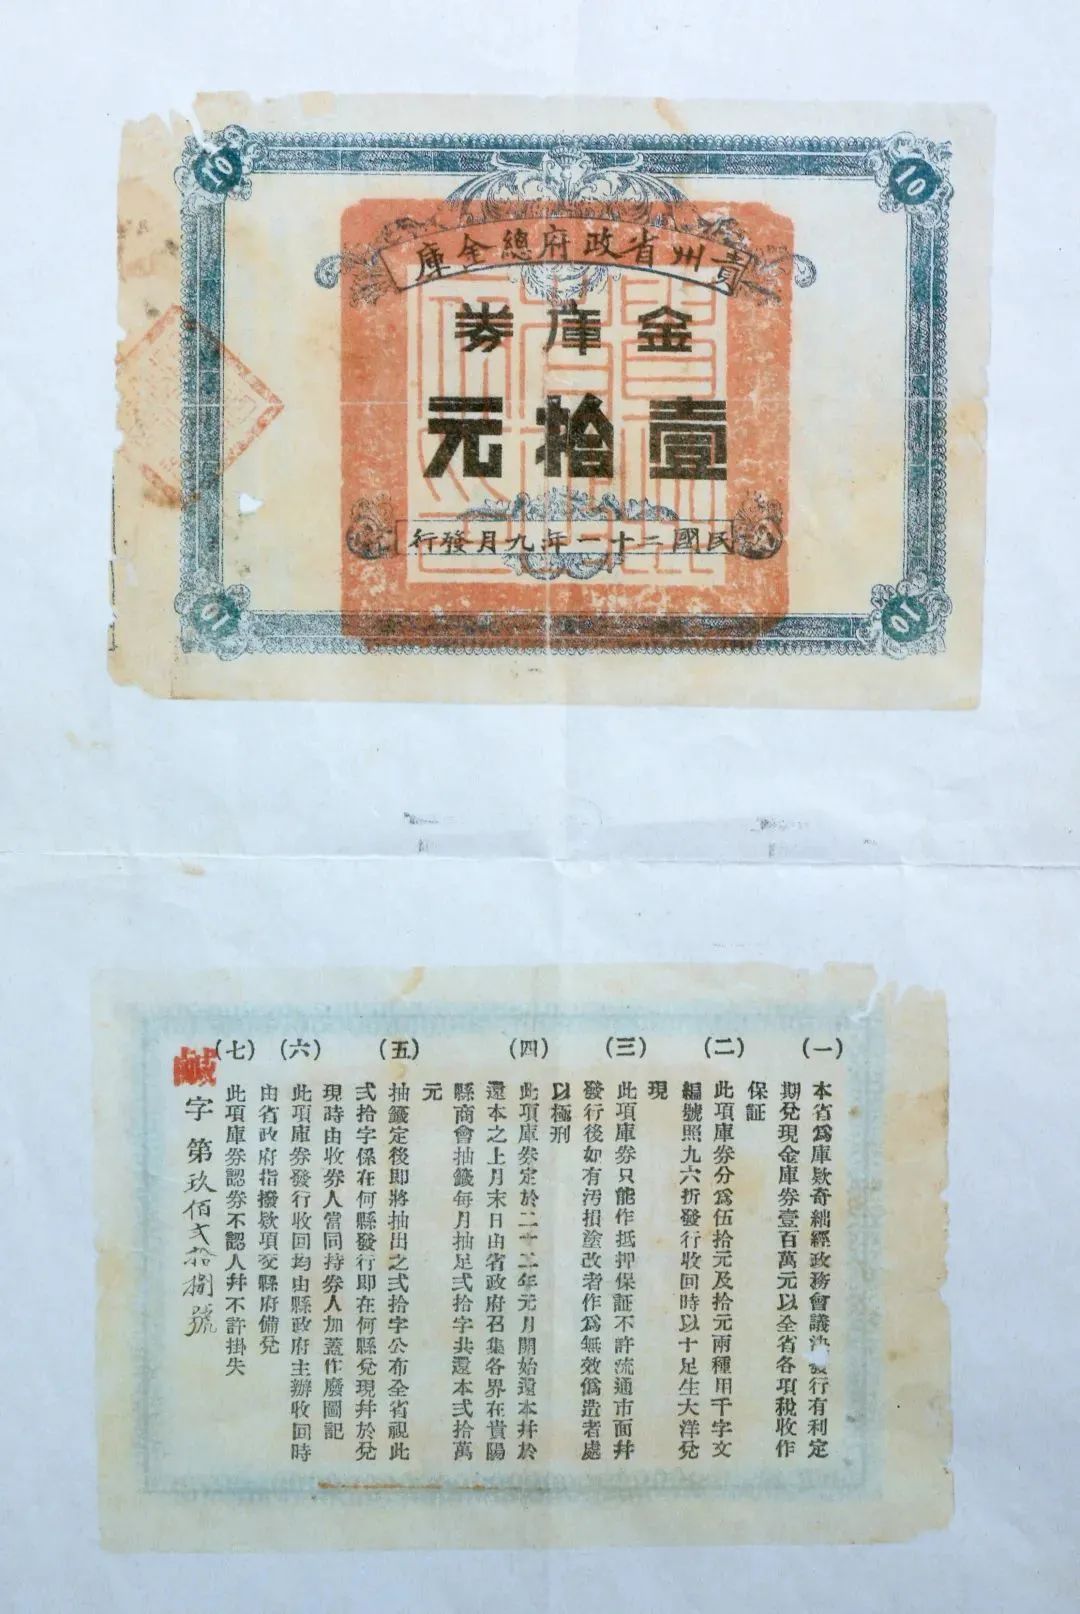 10
10
貴州省政府總金庫
金庫券
壹拾元
民國二十一年九月發行
10
10
(一)
本省爲庫欵奇絀經政務會議決發行有利定
期兌現金庫券壹百萬元以全省各項稅收作
保証
(二)
此項庫券分爲伍拾元及拾元兩種用千字文
編號照九六折發行收回時以十足生大洋兌
現
(三)
此項庫券只能作抵押保証不許流通市面幷
發行後如有汚損塗改者作爲無效僞造者處
以極刑
(四)
此項庫券定於二十二年元月開始還本幷於
還本之上月末日由省政府召集各界在貴陽
縣商會抽籤每月抽足弍拾字共還本弍拾萬
元
(五)
抽籤定後即將抽出之弍拾字公布全省視此
弍拾字係在何縣發行即在何縣兌現幷於兌
現時由收券人當同持券人加蓋作廢圖記
(六)
此項庫券發行收回均由縣政府主辦收回時
由省政府指撥欵項交縣府備兌
(七)
此項庫券認券不認人幷不許掛失
鹹字第玖佰弍拾捌號